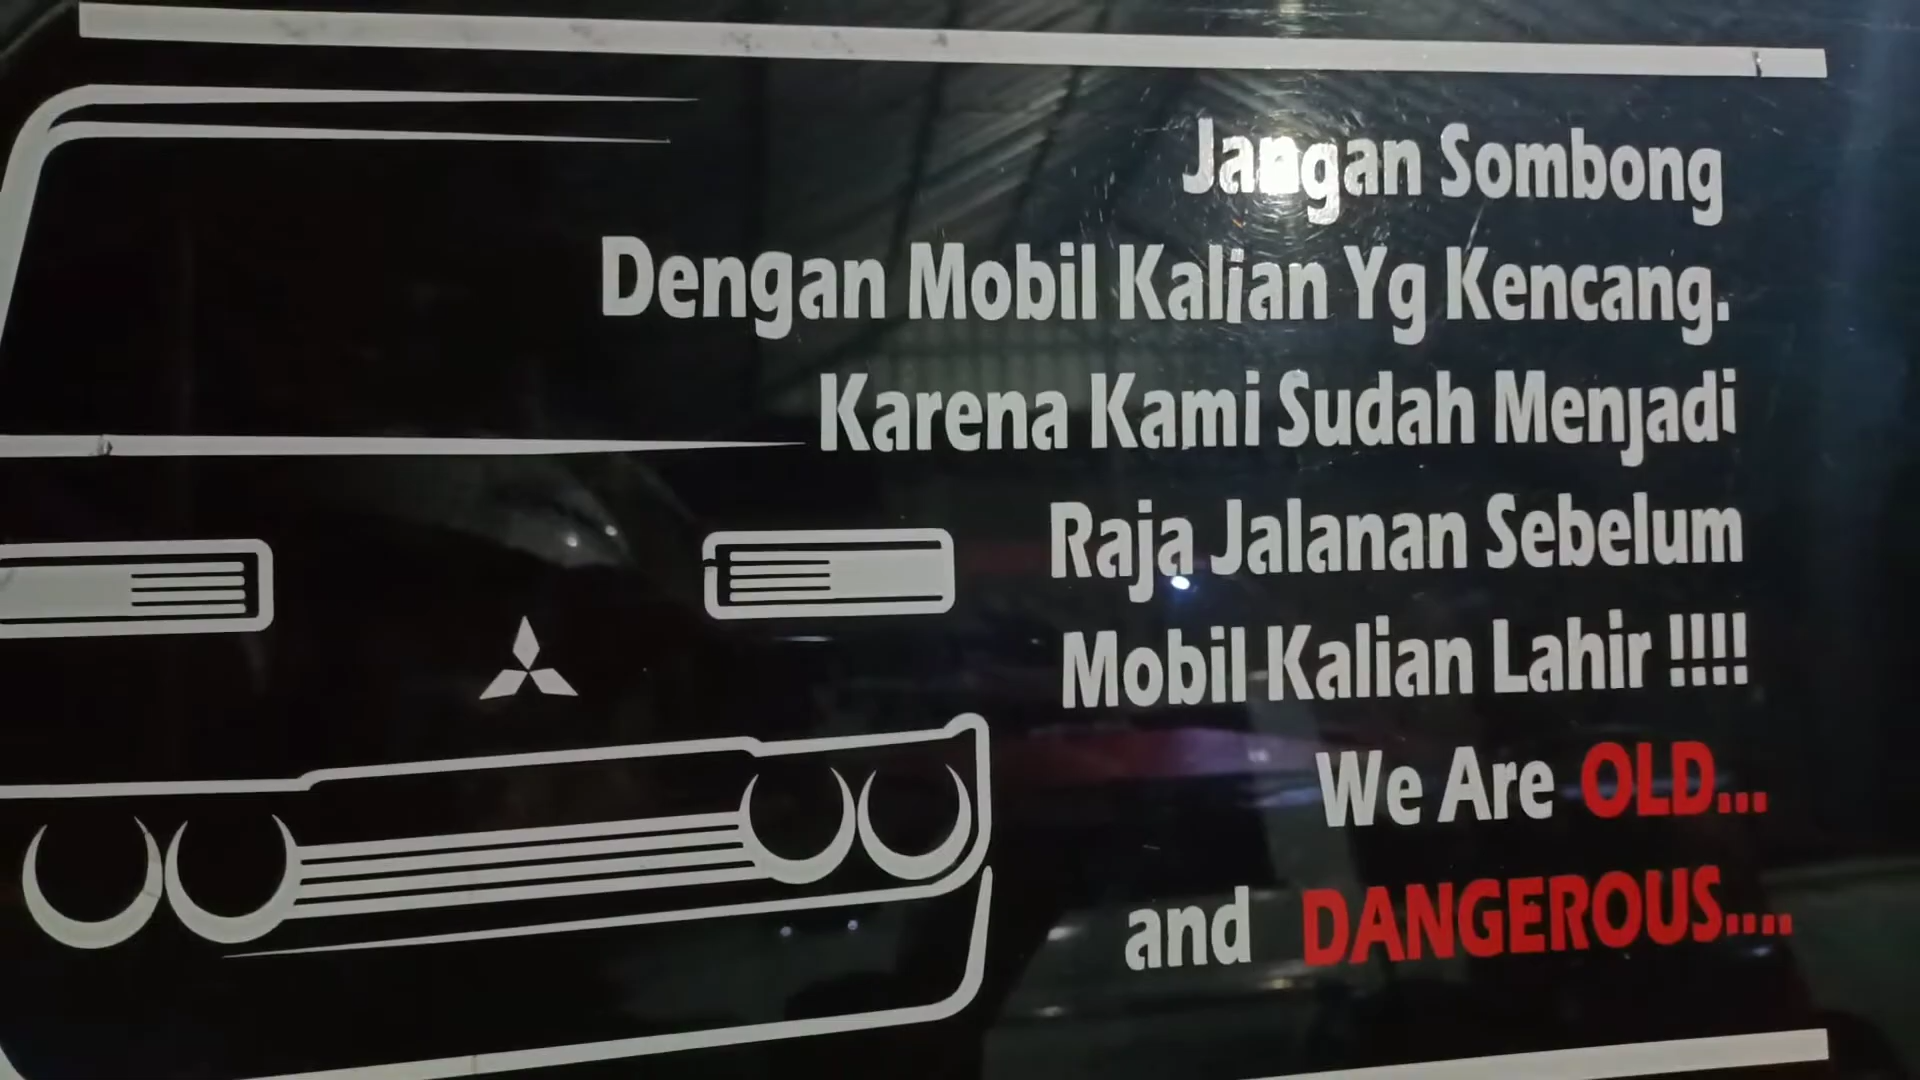 Jangan Sombong
Dengan Mobil Kalian Yg Kencang.
Karena Kami Sudah Menjadi
Raja Jalanan Sebelum
Mobil Kalian Lahir !!!!
We Are OLD...
and DANGEROUS....